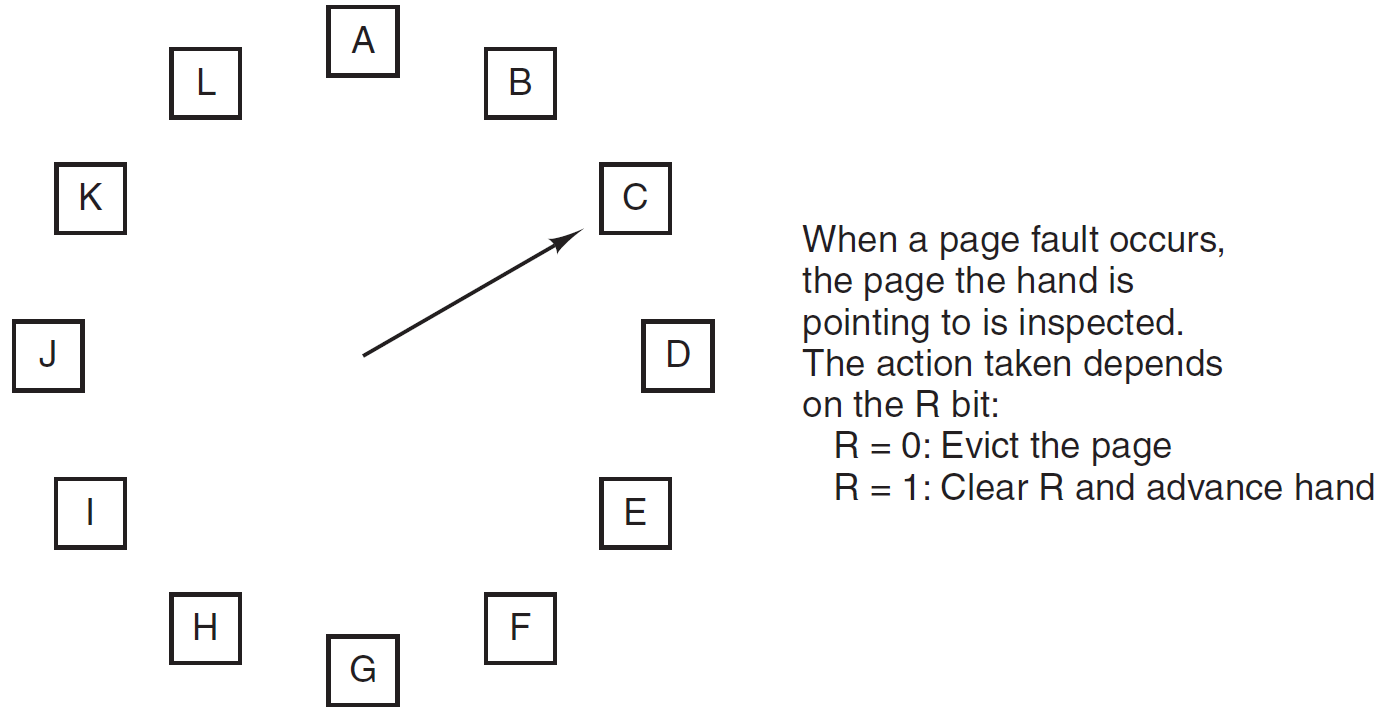 A
L
B
K
C
J
D
I
E
H
F
G
When a page fault occurs,
the page the hand is
pointing to is inspected.
The action taken depends
on the R bit:
R = 0: Evict the page
R = 1: Clear R and advance hand